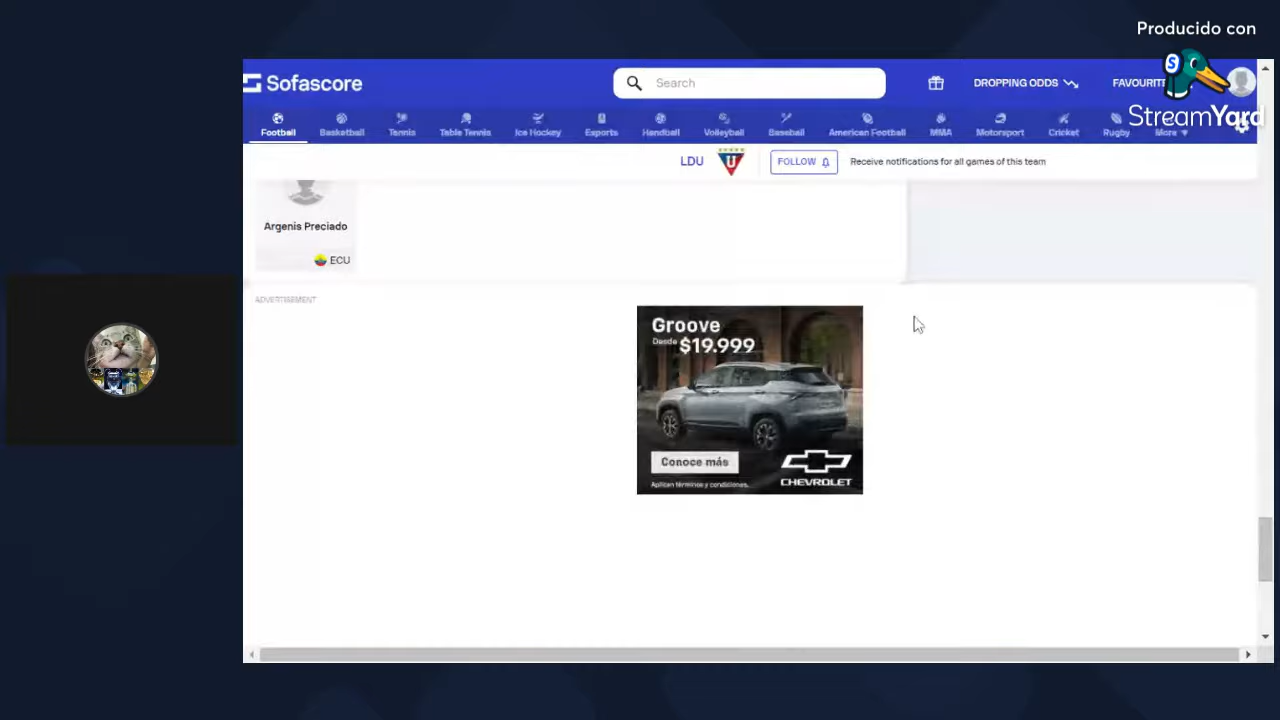 Producido con
StreamYard
Sofascore
Search
DROPPING ODDS
FAVOURITE
Football
Basketball
Tennis
Table Tennis
Ice Hockey
Esports
Handball
Volleyball
Baseball
American Football
MMA
Motorsport
Cricket
Rugby
More
LDU
FOLLOW
Receive notifications for all games of this team
Argenis Preciado
ECU
ADVERTISEMENT
Groove
Desde $19.999
Conoce más
CHEVROLET
Aplican términos y condiciones.